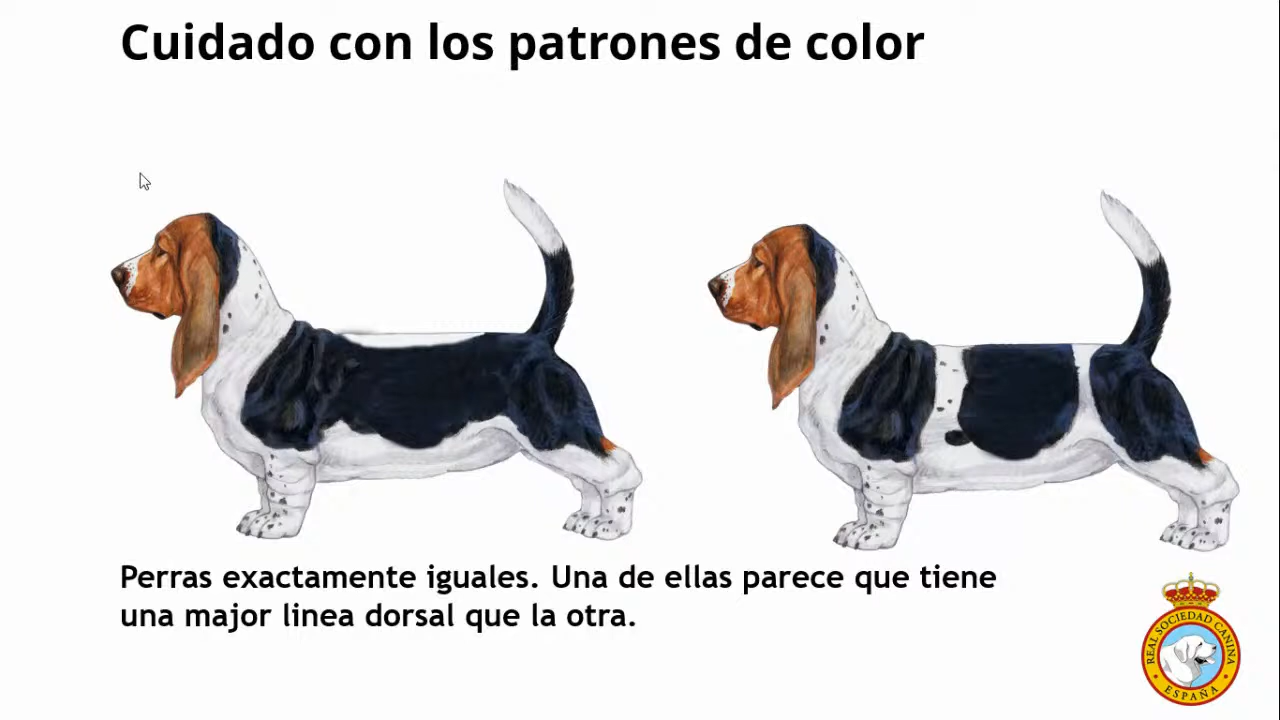 Cuidado con los patrones de color
Perras exactamente iguales. Una de ellas parece que tiene
una major linea dorsal que la otra.
REAL SOCIEDAD CANINA
ESPAÑA